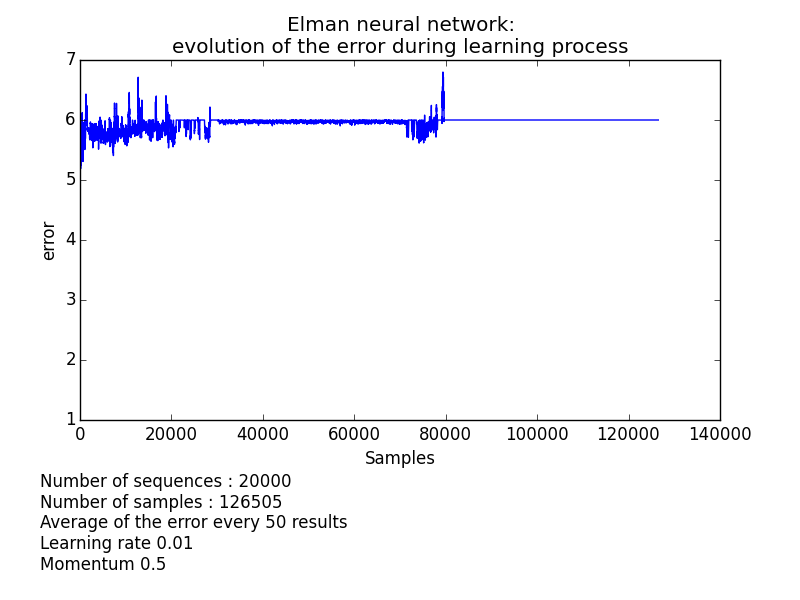 Elman neural network:
evolution of the error during learning process
7
6
5
4
3
2
1
error
0 20000 40000 60000 80000 100000 120000 140000
Samples
Number of sequences : 20000
Number of samples : 126505
Average of the error every 50 results
Learning rate 0.01
Momentum 0.5